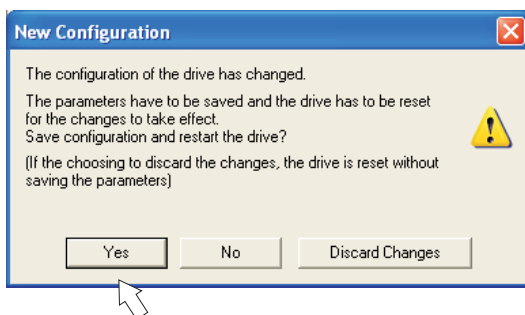 New Configuration
The configuration of the drive has changed.
The parameters have to be saved and the drive has to be reset
for the changes to take effect.
Save configuration and restart the drive?
(If the choosing to discard the changes, the drive is reset without
saving the parameters)
Yes No Discard Changes